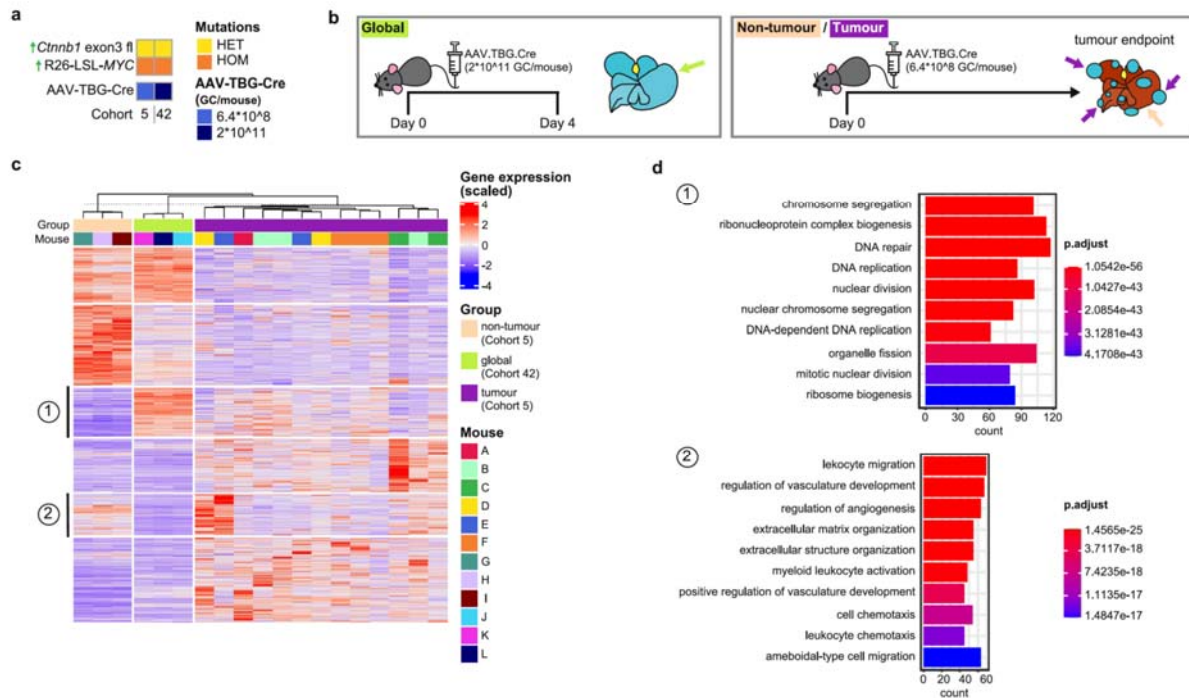 a
↑Ctnnb1 exon3 fl
↑R26-LSL-MYC
AAV-TBG-Cre
Cohort 5 42
Mutations
HET
HOM
AAV-TBG-Cre
(GC/mouse)
6.4*10^8
2*10^11
b
Global
AAV.TBG.Cre
(2*10^11 GC/mouse)
Day 0
Day 4
Non-tumour / Tumour
AAV.TBG.Cre
(6.4*10^8 GC/mouse)
Day 0
tumour endpoint
c
Group
Mouse
1
2
Gene expression
(scaled)
4
2
0
-2
-4
Group
non-tumour
(Cohort 5)
global
(Cohort 42)
tumour
(Cohort 5)
Mouse
A
B
C
D
E
F
G
H
I
J
K
L
d
1
chromosome segregation
ribonucleoprotein complex biogenesis
DNA repair
DNA replication
nuclear division
nuclear chromosome segregation
DNA-dependent DNA replication
organelle fission
mitotic nuclear division
ribosome biogenesis
0 30 60 90 120
count
p.adjust
1.0542e-56
1.0427e-43
2.0854e-43
3.1281e-43
4.1708e-43
2
lekocyte migration
regulation of vasculature development
regulation of angiogenesis
extracellular matrix organization
extracellular structure organization
myeloid leukocyte activation
positive regulation of vasculature development
cell chemotaxis
leukocyte chemotaxis
ameboidal-type cell migration
0 20 40 60
count
p.adjust
1.4565e-25
3.7117e-18
7.4235e-18
1.1135e-17
1.4847e-17